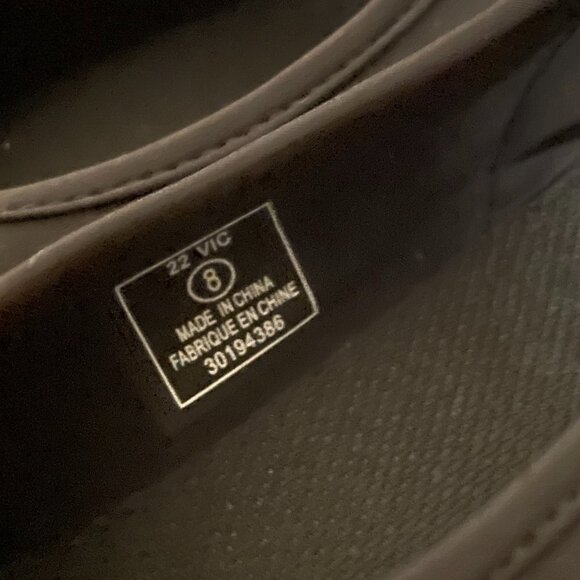 22 VIC
8
MADE IN CHINA
FABRIQUE EN CHINE
30194386